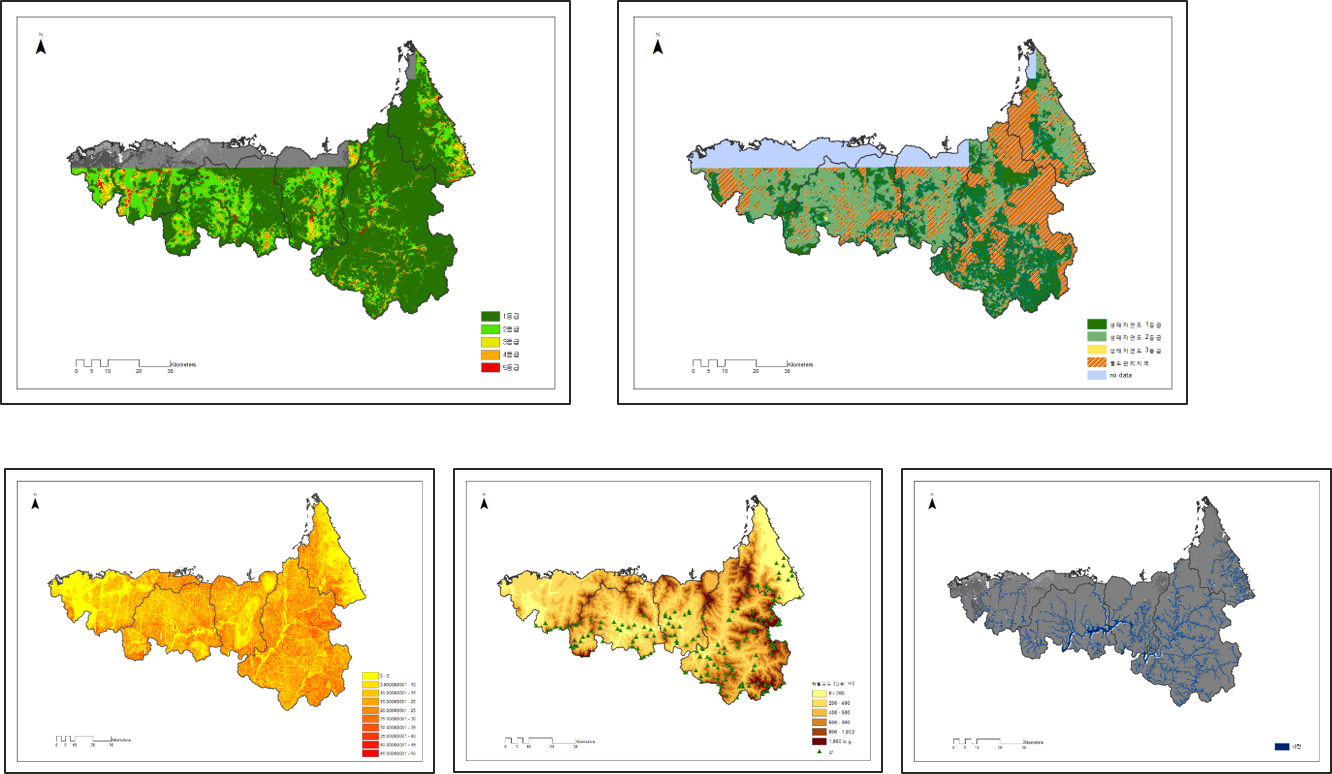 N
1등급
2등급
3등급
4등급
5등급
Kilometers
0 5 10 20 30
N
생태자연도 1등급
생태자연도 2등급
생태자연도 3등급
별도관리지역
no data
Kilometers
0 5 10 20 30
N
0 - 5
5.000000001 - 10
10.00000001 - 15
15.00000001 - 20
20.00000001 - 25
25.00000001 - 30
30.00000001 - 35
35.00000001 - 40
40.00000001 - 45
45.00000001 - 50
Kilometers
0 5 10 20 30
N
해발고도 (단위: m)
0 - 200
200 - 400
400 - 600
600 - 800
800 - 1,000
1,000 이상
산
Kilometers
0 5 10 20 30
N
하천
Kilometers
0 5 10 20 30